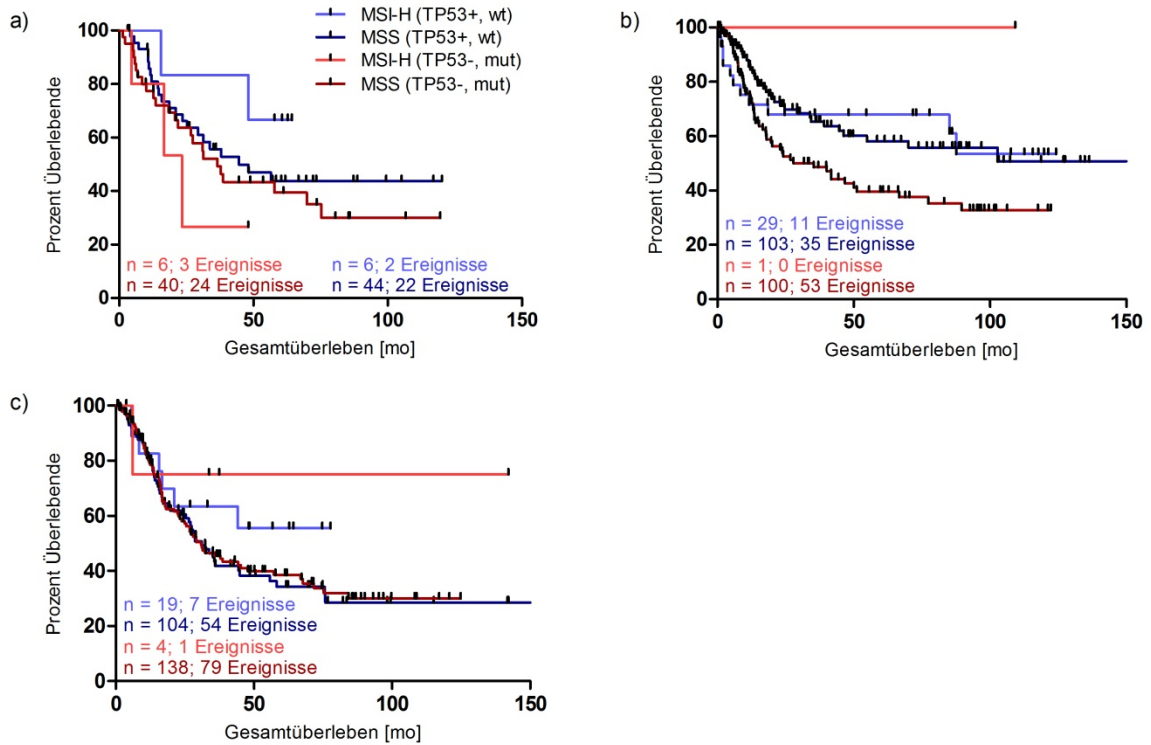 a)
MSI-H (TP53+, wt)
MSS (TP53+, wt)
MSI-H (TP53-, mut)
MSS (TP53-, mut)
Prozent Überlebende
100
80
60
40
20
0
n = 6; 3 Ereignisse
n = 40; 24 Ereignisse
n = 6; 2 Ereignisse
n = 44; 22 Ereignisse
0 50 100 150
Gesamtüberleben [mo]
b)
Prozent Überlebende
100
80
60
40
20
0
n = 29; 11 Ereignisse
n = 103; 35 Ereignisse
n = 1; 0 Ereignisse
n = 100; 53 Ereignisse
0 50 100 150
Gesamtüberleben [mo]
c)
Prozent Überlebende
100
80
60
40
20
0
n = 19; 7 Ereignisse
n = 104; 54 Ereignisse
n = 4; 1 Ereignisse
n = 138; 79 Ereignisse
0 50 100 150
Gesamtüberleben [mo]